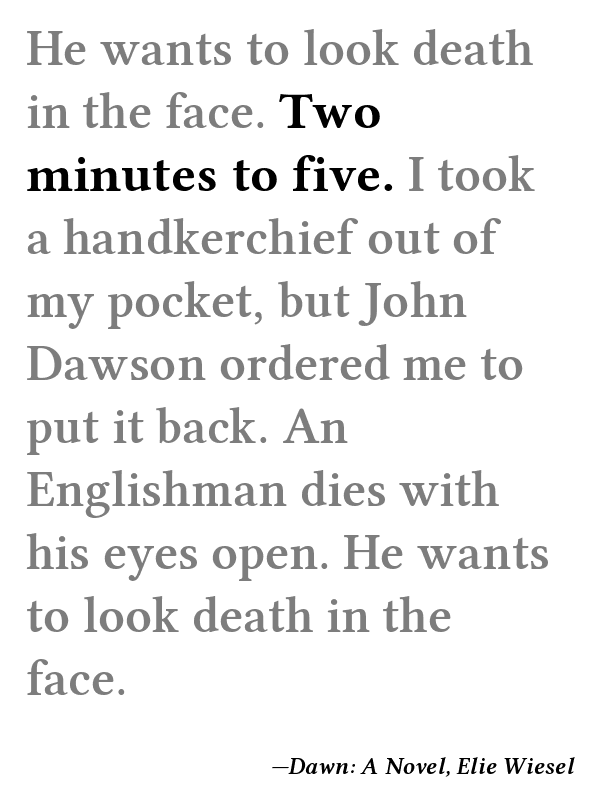 He wants to look death
in the face. Two
minutes to five. I took
a handkerchief out of
my pocket, but John
Dawson ordered me to
put it back. An
Englishman dies with
his eyes open. He wants
to look death in the
face.
—Dawn: A Novel, Elie Wiesel